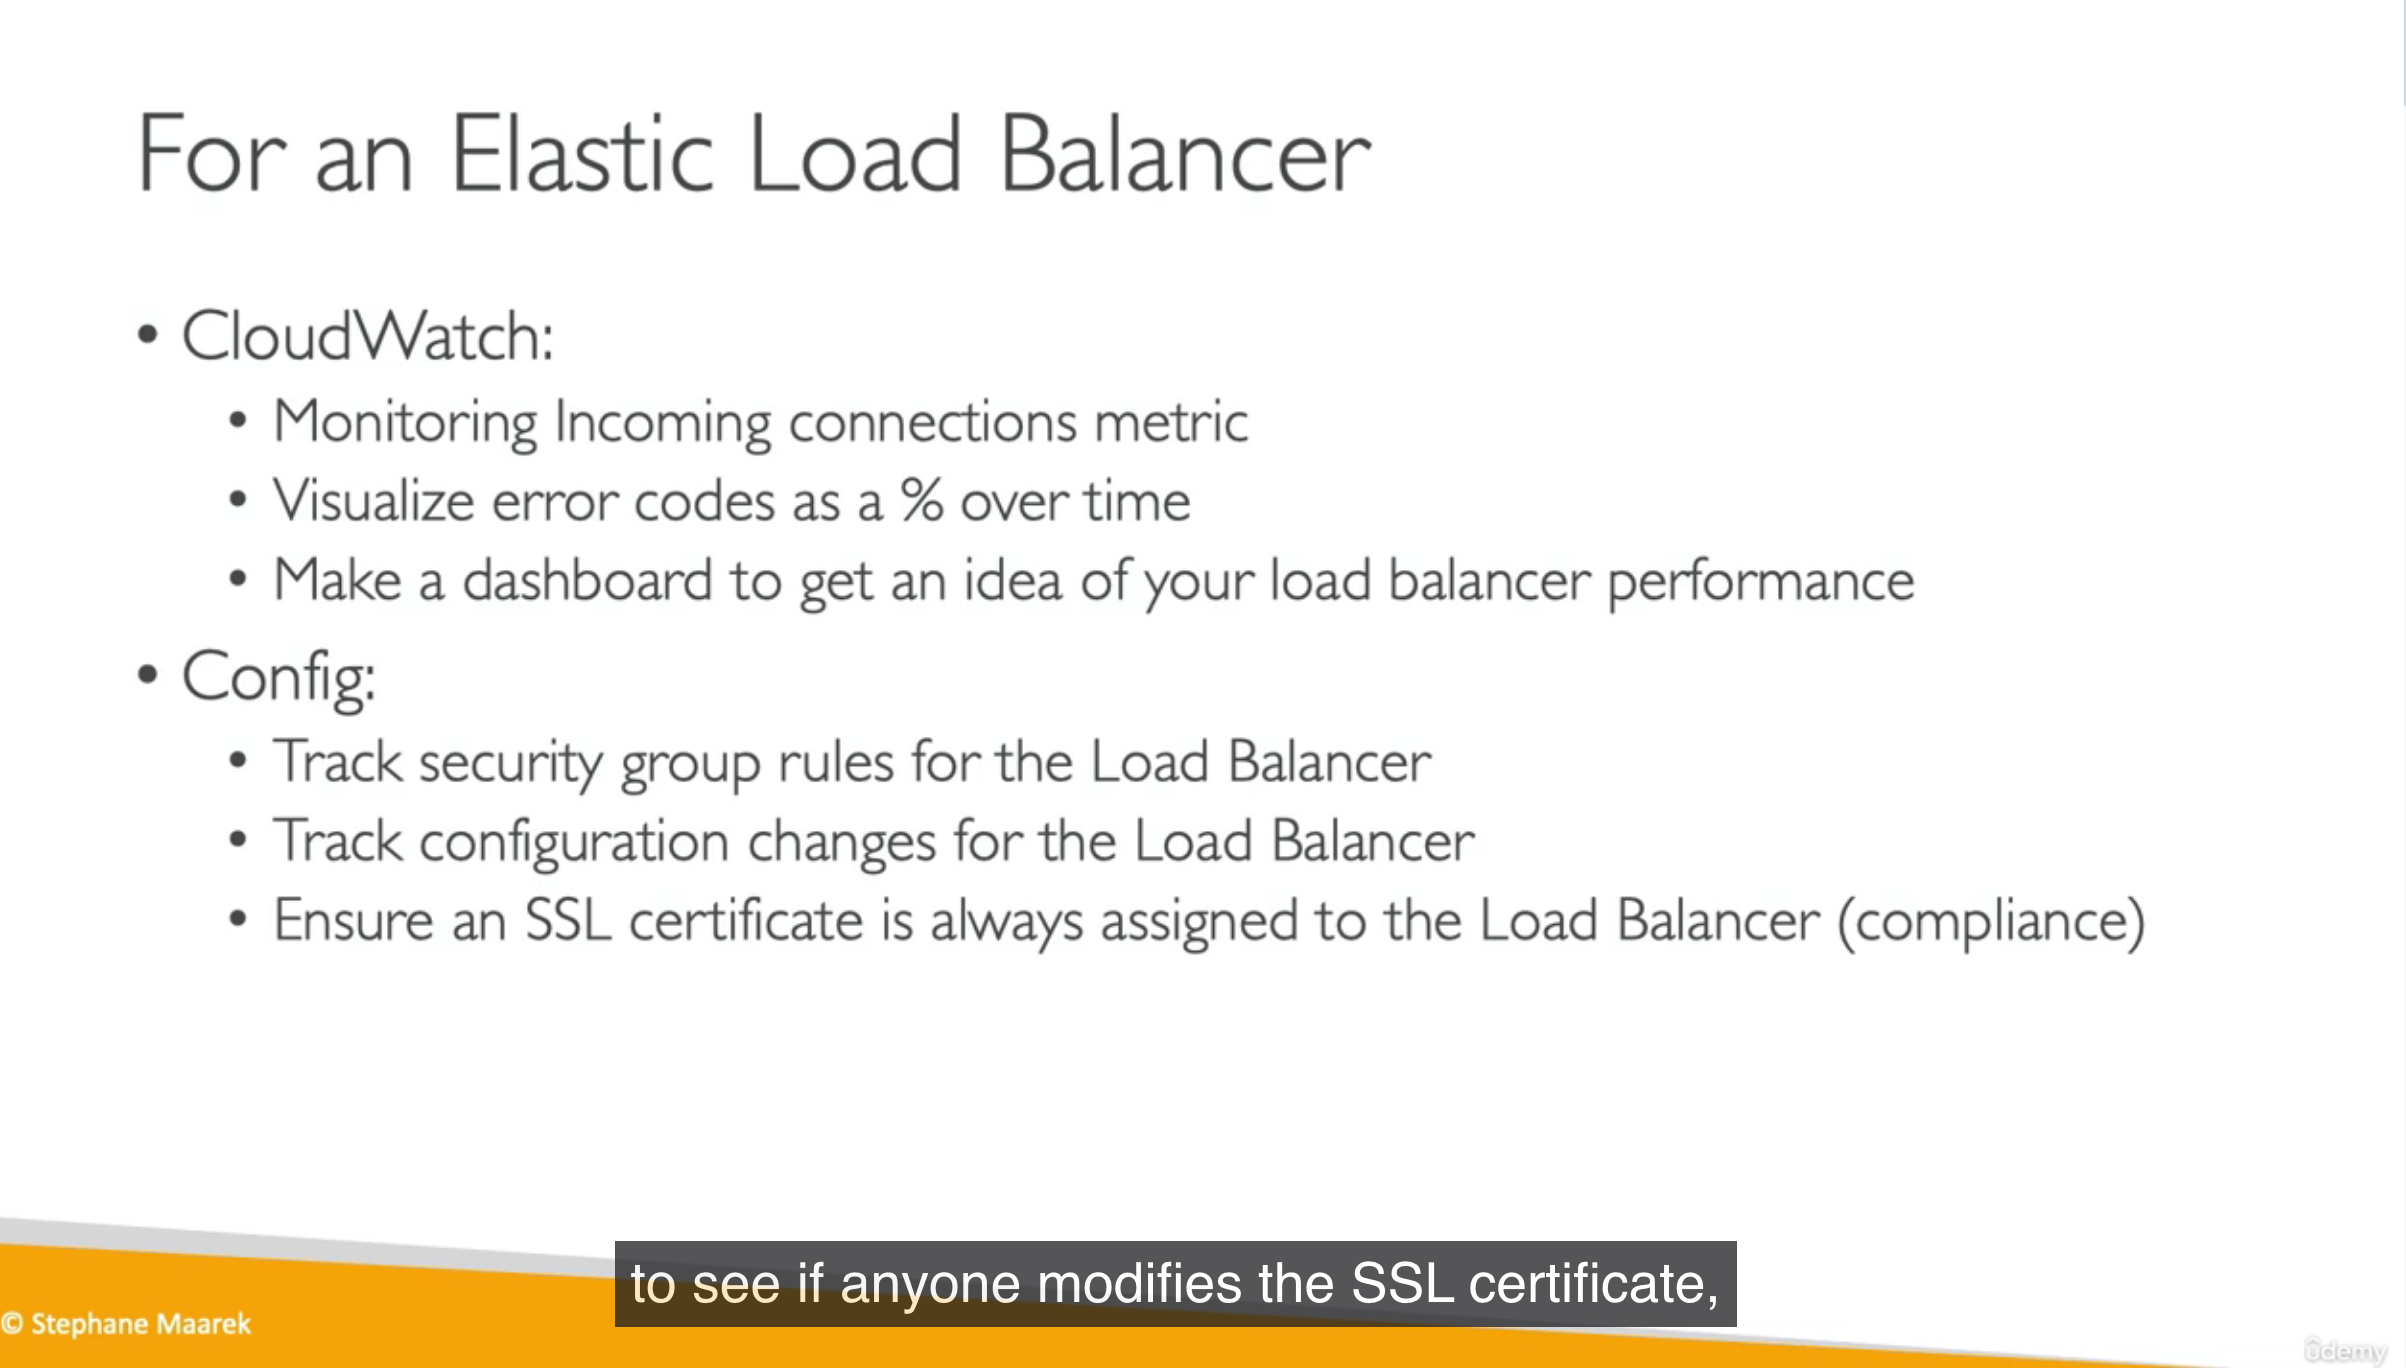 For an Elastic Load Balancer
• CloudWatch:
• Monitoring Incoming connections metric
• Visualize error codes as a % over time
• Make a dashboard to get an idea of your load balancer performance
• Config:
• Track security group rules for the Load Balancer
• Track configuration changes for the Load Balancer
• Ensure an SSL certificate is always assigned to the Load Balancer (compliance)
to see if anyone modifies the SSL certificate,
© Stephane Maarek
ûdemy